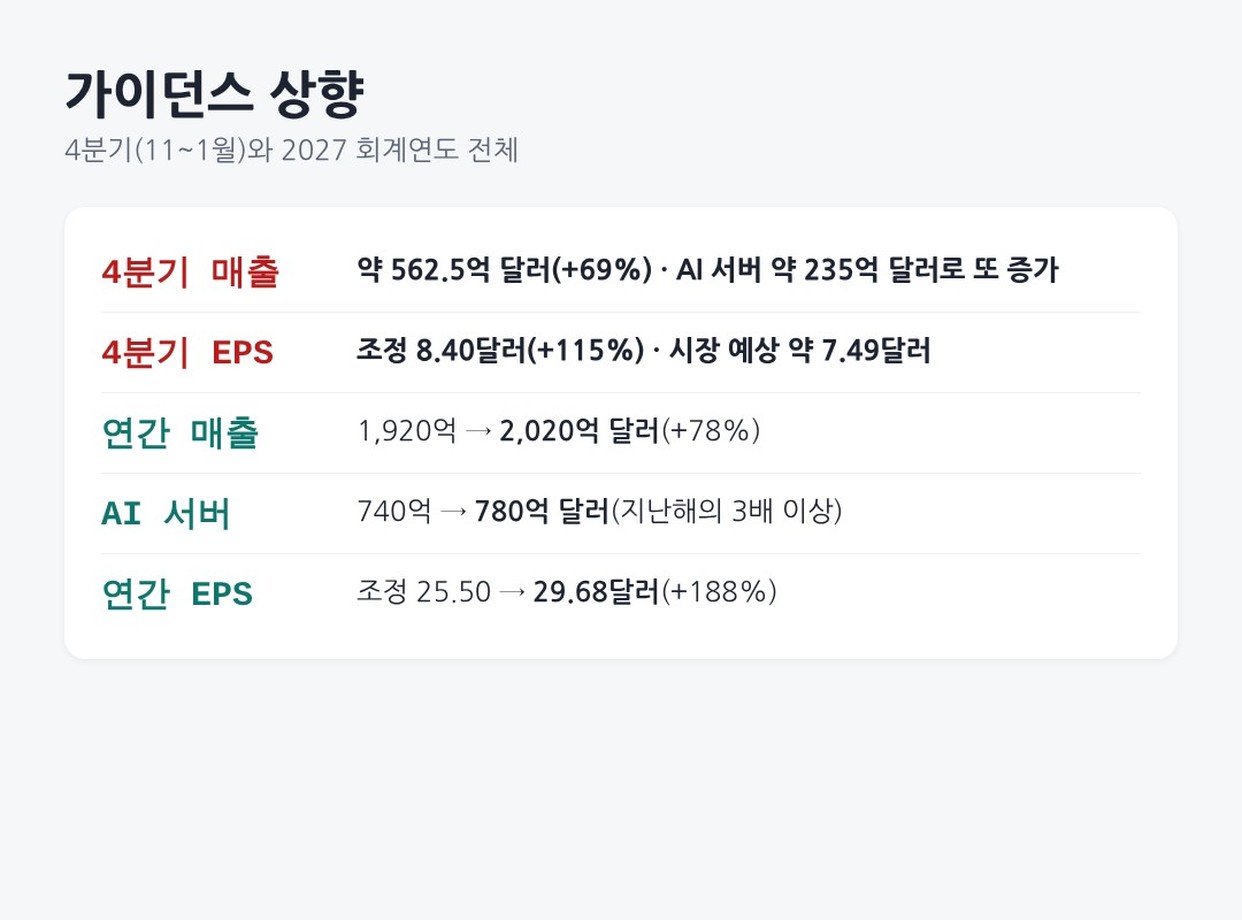 가이던스 상향
4분기(11~1월)와 2027 회계연도 전체
4분기 매출 약 562.5억 달러(+69%) · AI 서버 약 235억 달러로 또 증가
4분기 EPS 조정 8.40달러(+115%) · 시장 예상 약 7.49달러
연간 매출 1,920억 → 2,020억 달러(+78%)
AI 서버 740억 → 780억 달러(지난해의 3배 이상)
연간 EPS 조정 25.50 → 29.68달러(+188%)